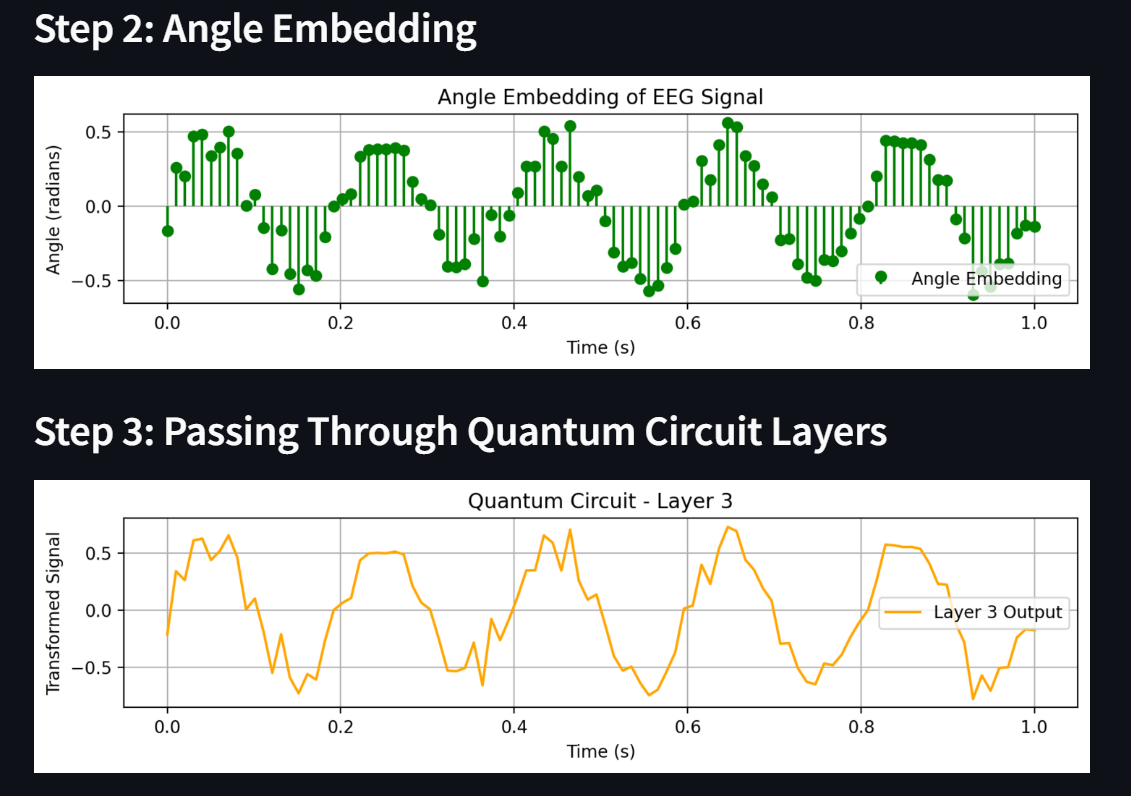 Step 2: Angle Embedding
Angle Embedding of EEG Signal
Angle (radians)
0.5
0.0
−0.5
Angle Embedding
0.0 0.2 0.4 0.6 0.8 1.0
Time (s)
Step 3: Passing Through Quantum Circuit Layers
Quantum Circuit - Layer 3
Transformed Signal
0.5
0.0
−0.5
Layer 3 Output
0.0 0.2 0.4 0.6 0.8 1.0
Time (s)